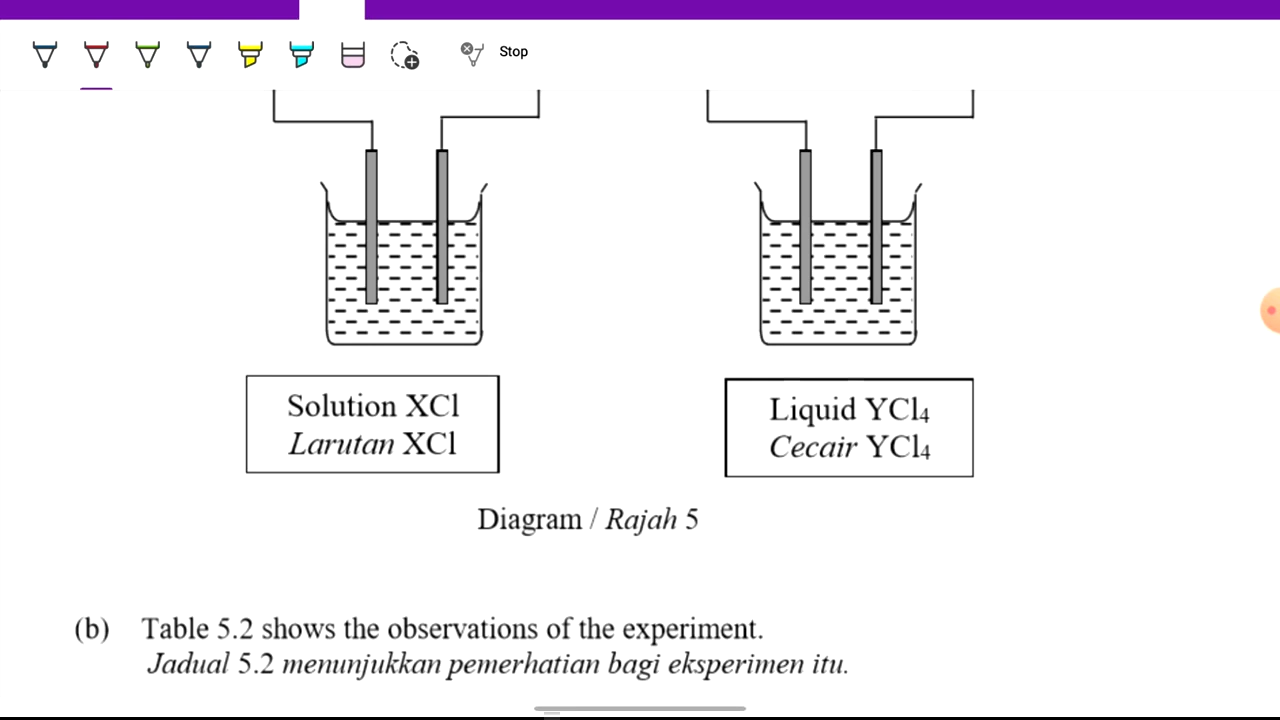 Stop
Solution XCl
Larutan XCl
Liquid YCl₄
Cecair YCl₄
Diagram / Rajah 5
(b) Table 5.2 shows the observations of the experiment.
Jadual 5.2 menunjukkan pemerhatian bagi eksperimen itu.